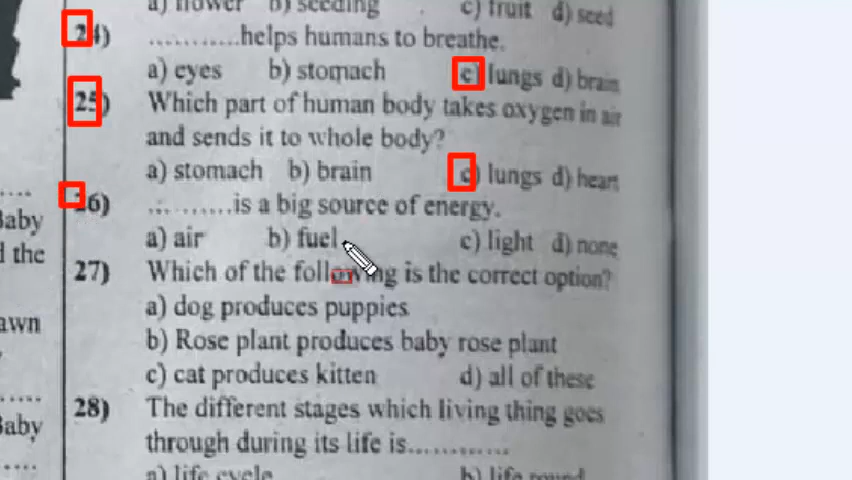 a) flower b) seeding c) fruit d) seed
24) ...........helps humans to breathe.
a) eyes b) stomach c) lungs d) brain
25) Which part of human body takes oxygen in air
and sends it to whole body?
a) stomach b) brain c) lungs d) heart
26) ...........is a big source of energy.
a) air b) fuel c) light d) none
27) Which of the following is the correct option?
a) dog produces puppies
b) Rose plant produces baby rose plant
c) cat produces kitten d) all of these
28) The different stages which living thing goes
through during its life is.............
a) life cycle b) life round
....
Baby
d the
awn
.....
Baby
....